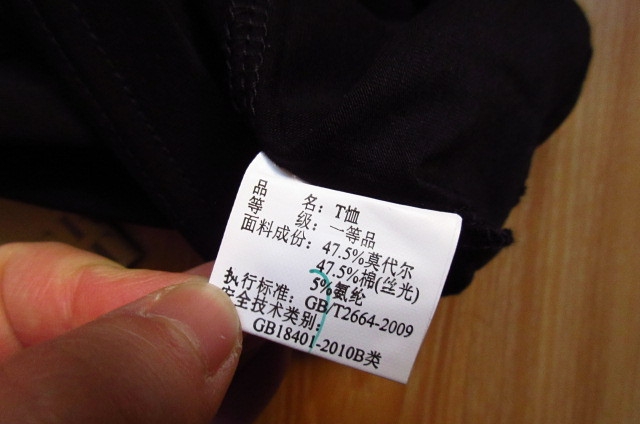 品 名：T恤
等 级：一等品
面料成份：47.5%莫代尔
47.5%棉(丝光)
5%氨纶
执行标准：GB/T2664-2009
安全技术类别：
GB18401-2010B类